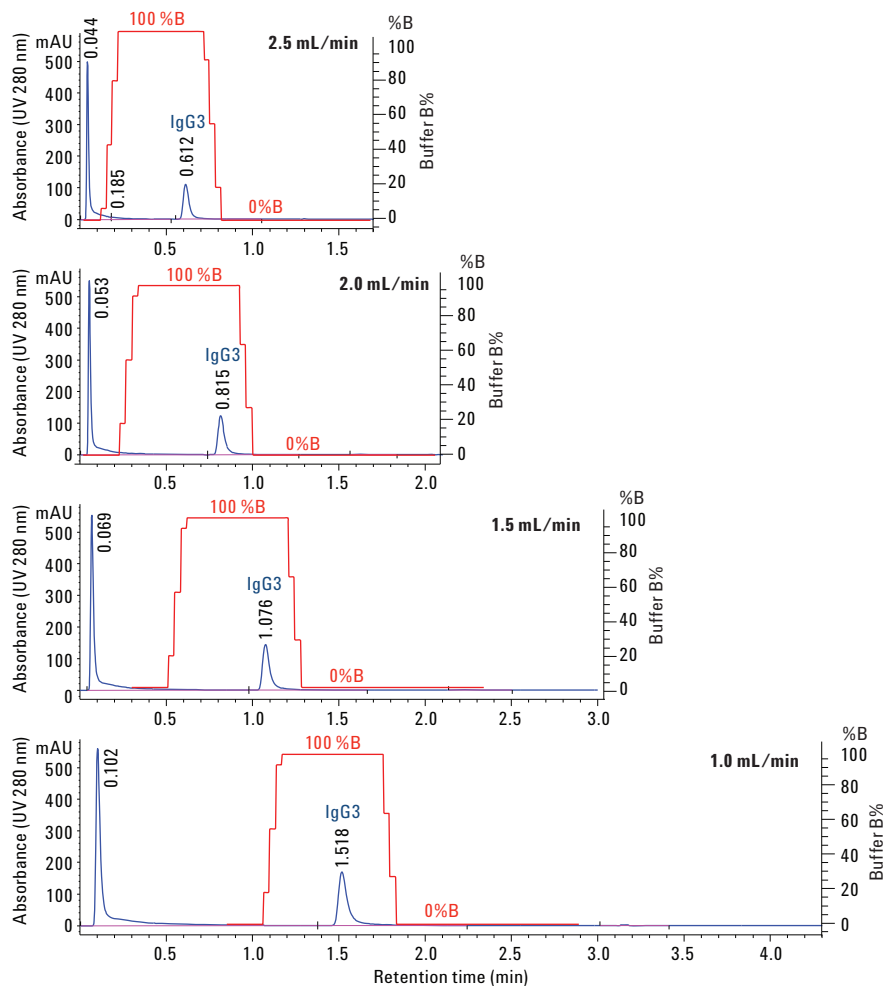 100 %B
%B
mAU
0.044
2.5 mL/min
100
500
80
400
IgG3
60
300
0.612
40
200
0.185
20
100
0%B
0
0
0.5
1.0
1.5
Absorbance (UV 280 nm)
Buffer B%
%B
mAU
100 %B
0.053
2.0 mL/min
100
500
80
400
IgG3
60
300
0.815
40
200
20
100
0%B
0
0
0.5
1.0
1.5
2.0
Absorbance (UV 280 nm)
Buffer B%
%B
mAU
100 %B
0.069
1.5 mL/min
100
500
80
400
IgG3
60
300
1.076
40
200
20
100
0%B
0
0
0.5
1.0
1.5
2.0
2.5
3.0
Absorbance (UV 280 nm)
Buffer B%
%B
mAU
100 %B
0.102
1.0 mL/min
100
500
80
400
IgG3
60
300
1.518
40
200
20
100
0%B
0
0
0.5
1.0
1.5
2.0
2.5
3.0
3.5
4.0
Absorbance (UV 280 nm)
Buffer B%
Retention time (min)